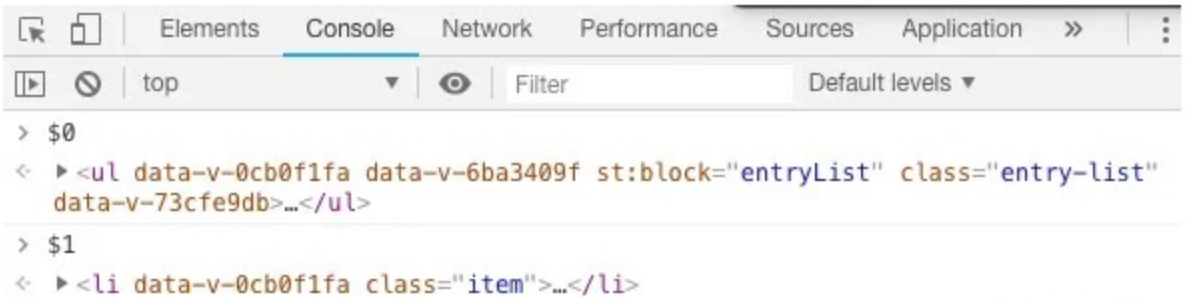 Elements Console Network Performance Sources Application »
top Filter Default levels
> $0
<ul data-v-0cb0f1fa data-v-6ba3409f st:block="entryList" class="entry-list"
data-v-73cfe9db>…</ul>
> $1
<li data-v-0cb0f1fa class="item">…</li>